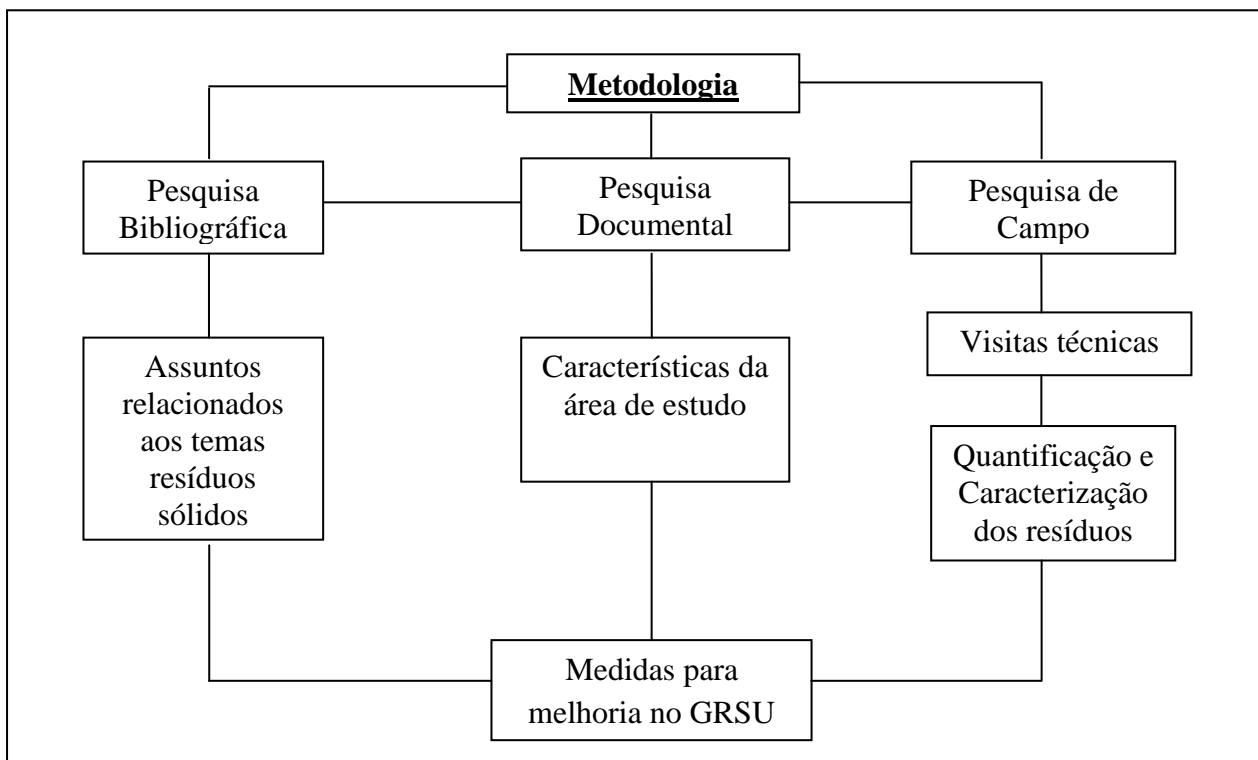 Metodologia
Pesquisa
Bibliográfica
Pesquisa
Documental
Pesquisa de
Campo
Assuntos
relacionados
aos temas
resíduos
sólidos
Característícas da
área de estudo
Visitas técnicas
Quantificação e
Caracterização
dos resíduos
Medidas para
melhoria no GRSU